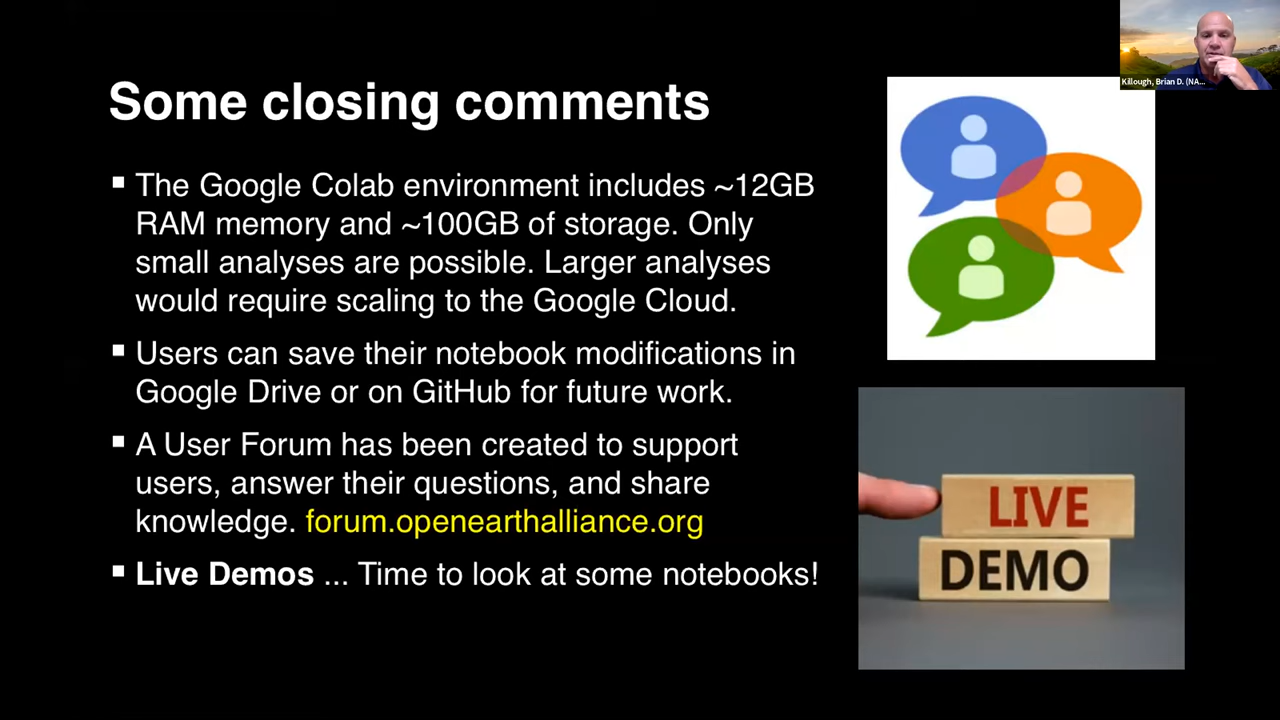 Killough, Brian D. (NA...
Some closing comments
▪ The Google Colab environment includes ~12GB
RAM memory and ~100GB of storage. Only
small analyses are possible. Larger analyses
would require scaling to the Google Cloud.
▪ Users can save their notebook modifications in
Google Drive or on GitHub for future work.
▪ A User Forum has been created to support
users, answer their questions, and share
knowledge. forum.openearthalliance.org
▪ Live Demos ... Time to look at some notebooks!
LIVE
DEMO